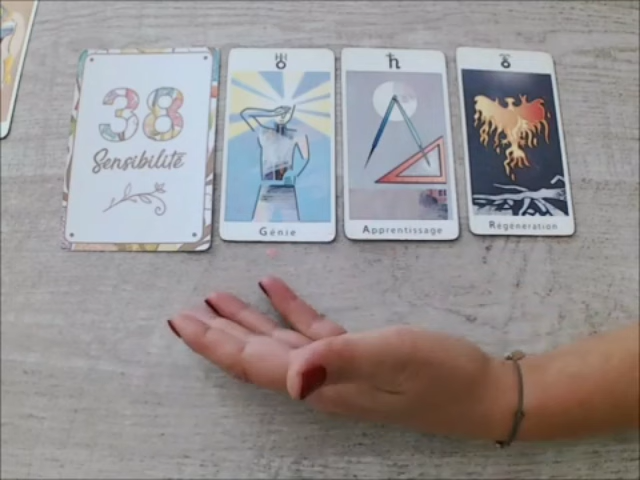 38
Sensibilité
Génie
Apprentissage
Régénération